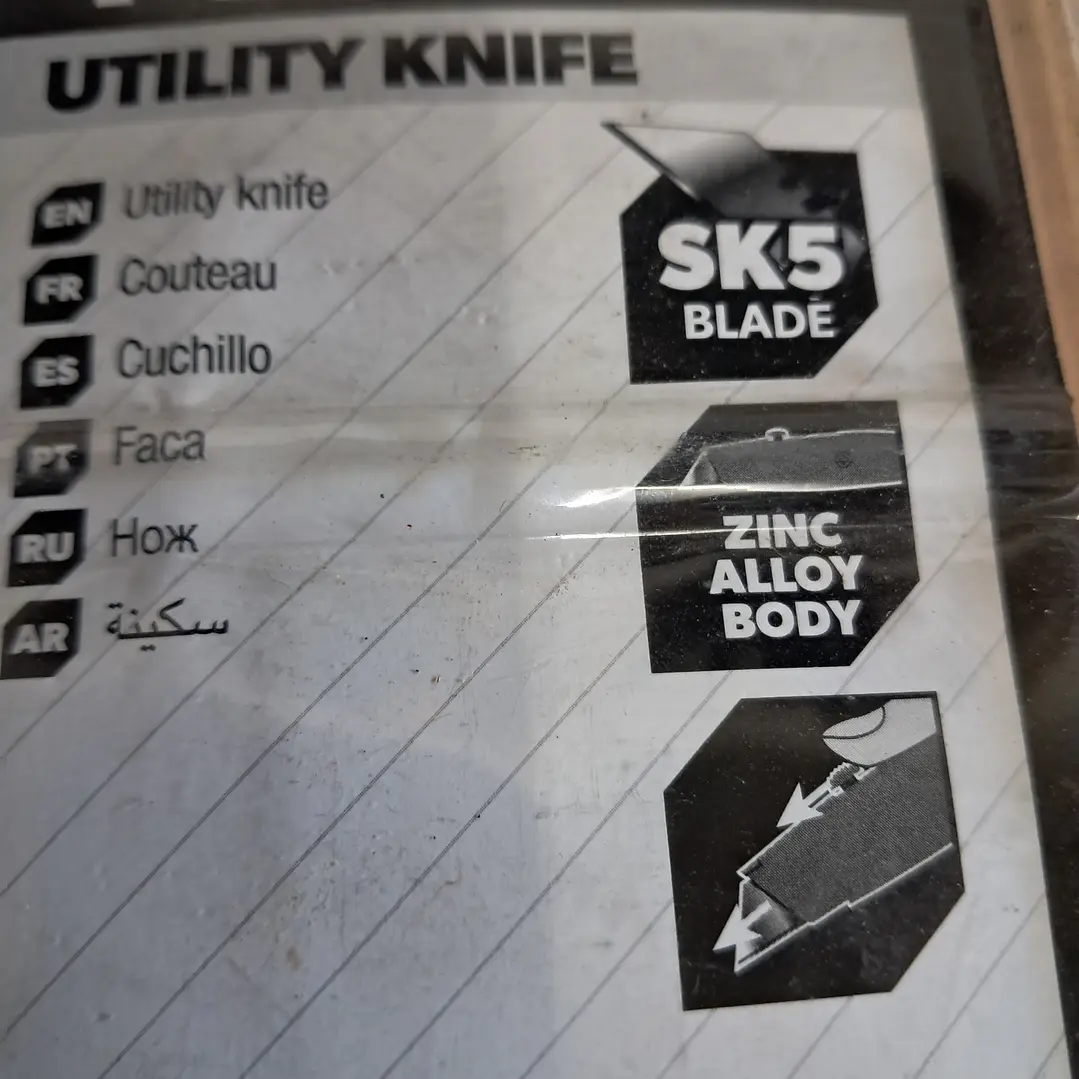 UTILITY KNIFE
EN Utility knife
FR Couteau
ES Cuchillo
PT Faca
RU Нож
AR سكينة
SK5
BLADE
ZINC
ALLOY
BODY